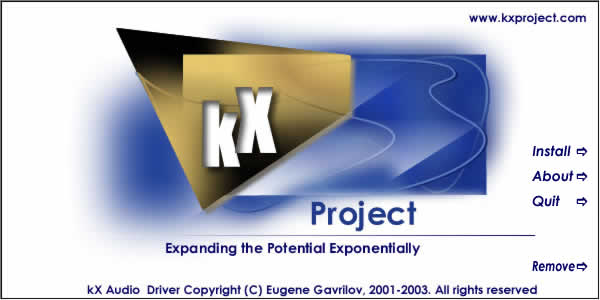 www.kxproject.com
kX
Project
Expanding the Potential Exponentially
Install ⇨
About ⇨
Quit ⇨
Remove ⇨
kX Audio Driver Copyright (C) Eugene Gavrilov, 2001-2003. All rights reserved